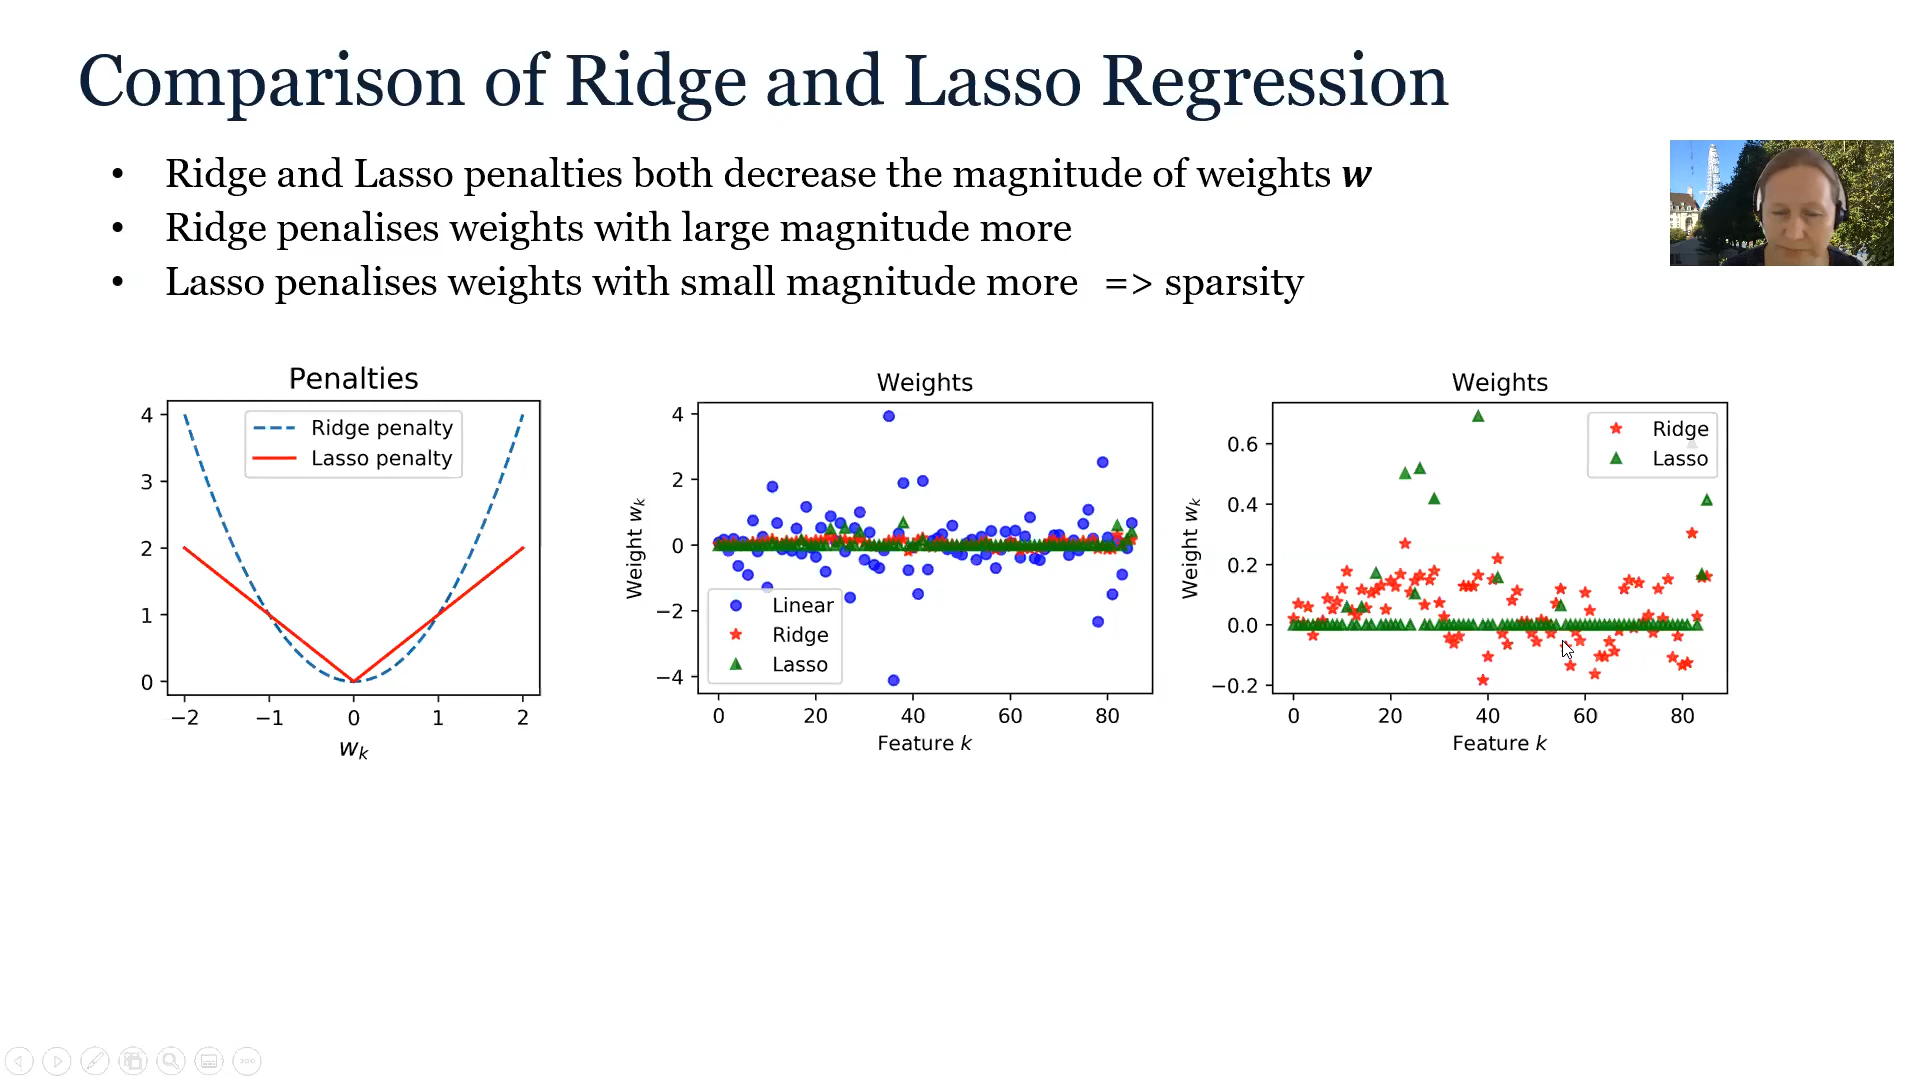 Comparison of Ridge and Lasso Regression
• Ridge and Lasso penalties both decrease the magnitude of weights w
• Ridge penalises weights with large magnitude more
• Lasso penalises weights with small magnitude more => sparsity
Penalties
Ridge penalty
Lasso penalty
4
3
2
1
0
−2 −1 0 1 2
w_k
Weights
4
2
0
−2
−4
Weight w_k
Linear
Ridge
Lasso
0 20 40 60 80
Feature k
Weights
Ridge
Lasso
0.6
0.4
0.2
0.0
−0.2
Weight w_k
0 20 40 60 80
Feature k